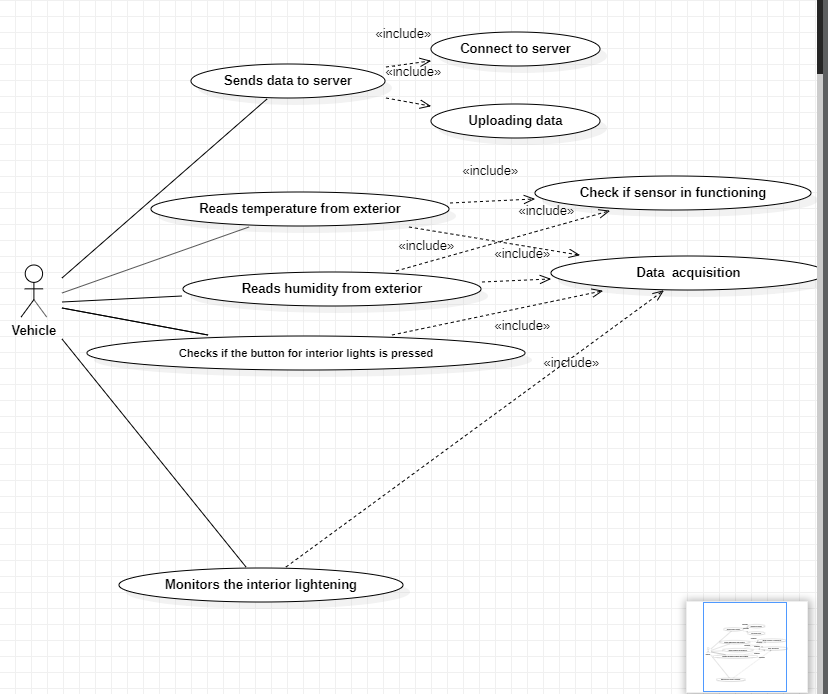 «include»
Connect to server
«include»
Sends data to server
Uploading data
«include»
Check if sensor in functioning
Reads temperature from exterior
«include»
«include»
«include»
Data  acquisition
Reads humidity from exterior
Vehicle
«include»
Checks if the button for interior lights is pressed
«include»
Monitors the interior lightening